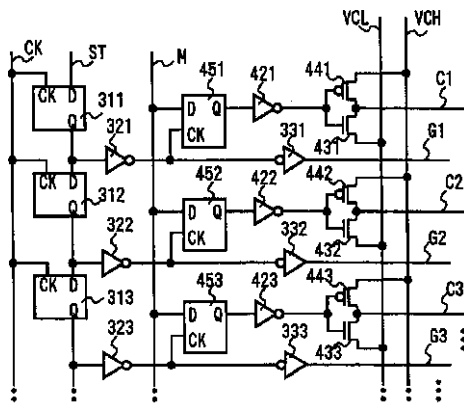 CK ST M VCL VCH
451 421 441 C1
CK D 311 D Q
Q 321 CK 431 G1
331
452 422 442 C2
CK D 312 D Q
Q 322 CK 332 432 G2
453 423 443 C3
CK D 313 D Q
Q CK 433 G3
323 333